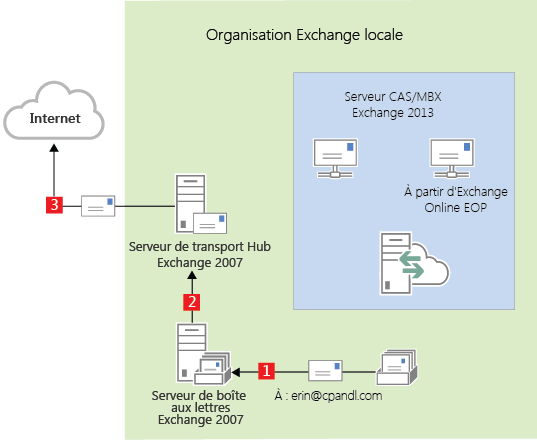 Organisation Exchange locale
Serveur CAS/MBX
Exchange 2013
Internet
À partir d'Exchange
Online EOP
3
Serveur de transport Hub
Exchange 2007
2
1
Serveur de boîte
aux lettres
Exchange 2007
À : erin@cpandl.com